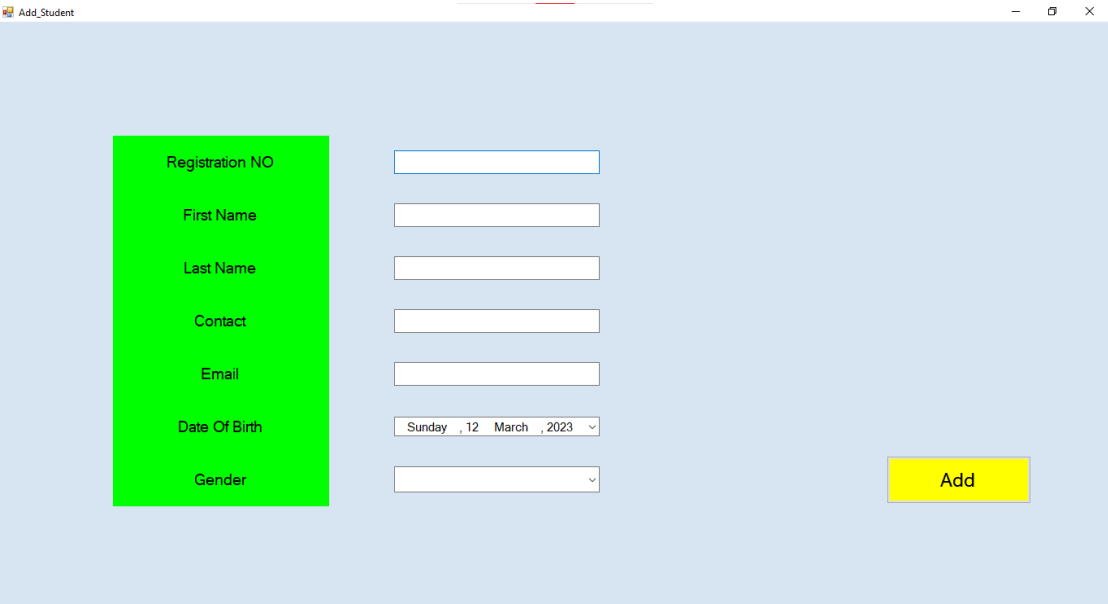 Add_Student
Registration NO
First Name
Last Name
Contact
Email
Date Of Birth Sunday , 12 March , 2023
Gender
Add